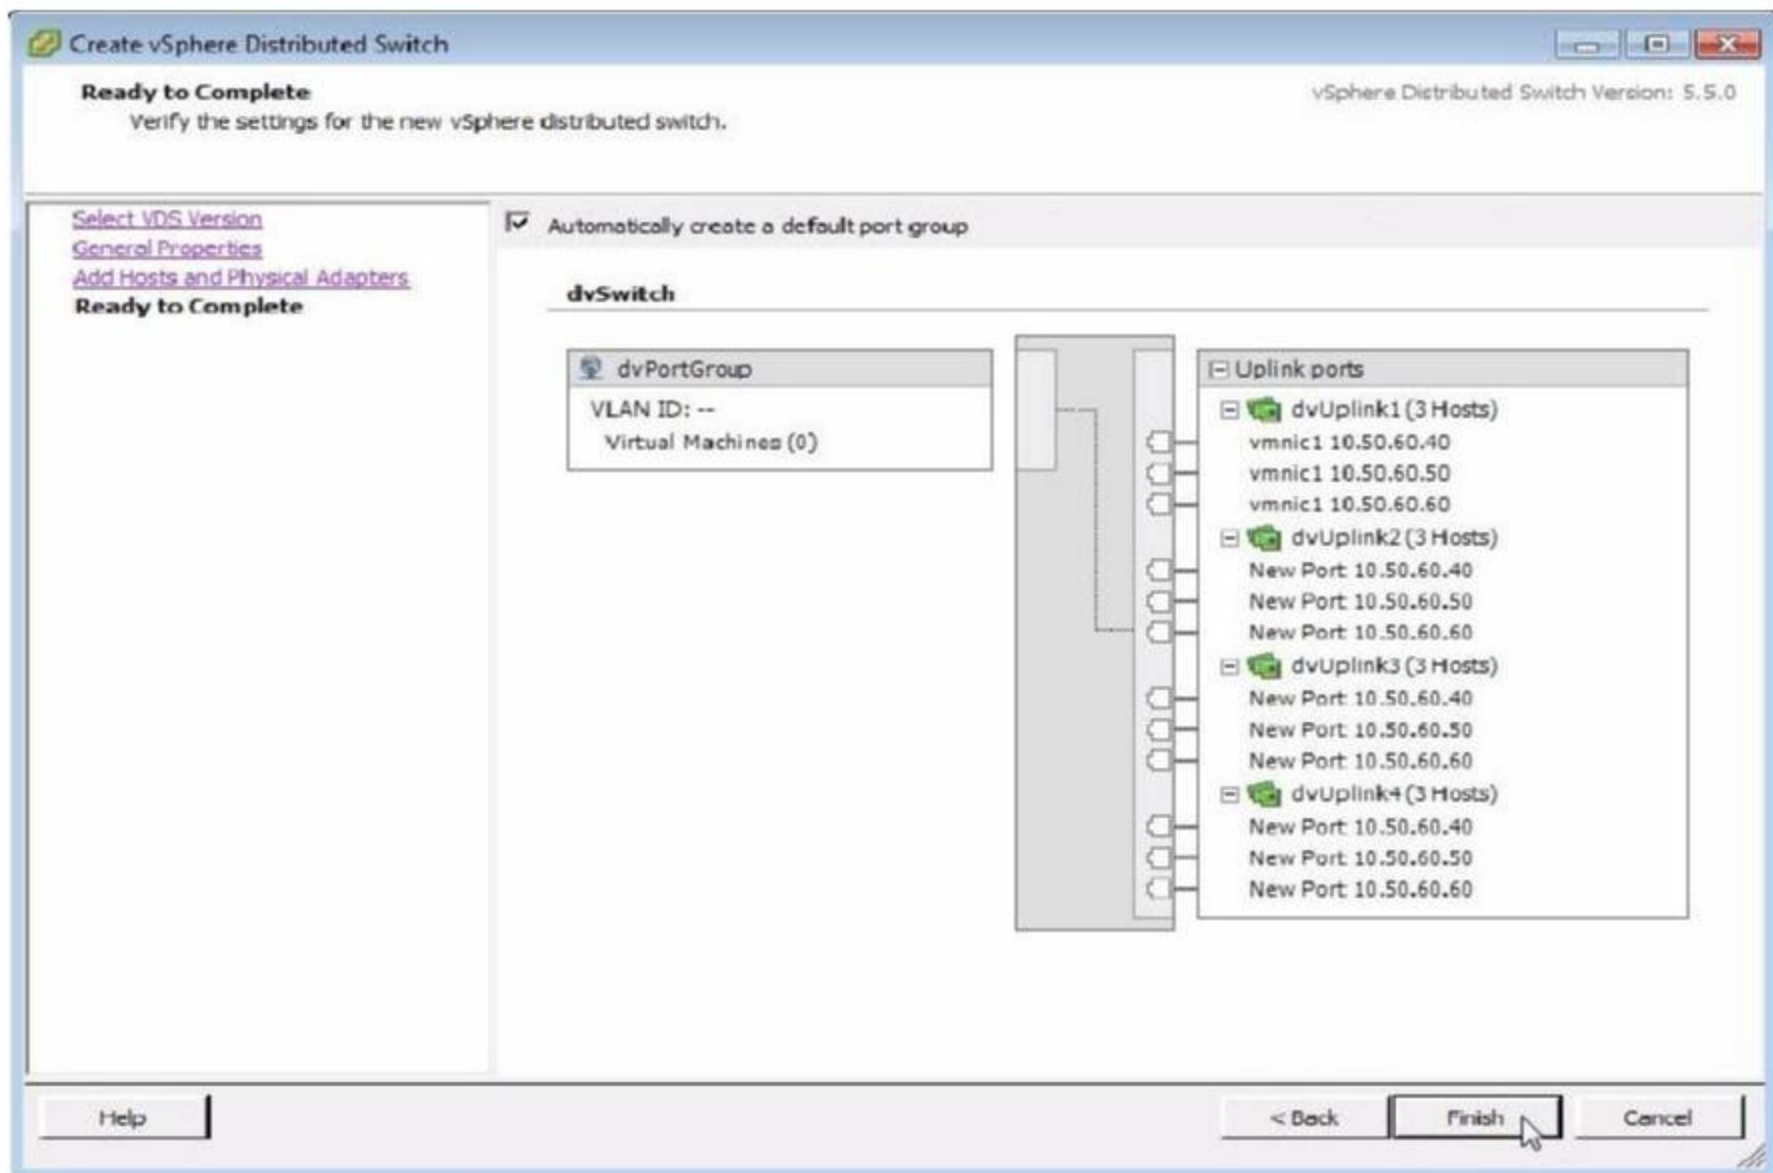 Create vSphere Distributed Switch
Ready to Complete
vSphere Distributed Switch Version: 5.5.0
Verify the settings for the new vSphere distributed switch.
Select VDS Version
General Properties
Add Hosts and Physical Adapters
Ready to Complete
Automatically create a default port group
dvSwitch
dvPortGroup
VLAN ID: --
Virtual Machines (0)
Uplink ports
dvUplink1 (3 Hosts)
vmnic1 10.50.60.40
vmnic1 10.50.60.50
vmnic1 10.50.60.60
dvUplink2 (3 Hosts)
New Port 10.50.60.40
New Port 10.50.60.50
New Port 10.50.60.60
dvUplink3 (3 Hosts)
New Port 10.50.60.40
New Port 10.50.60.50
New Port 10.50.60.60
dvUplink4 (3 Hosts)
New Port 10.50.60.40
New Port 10.50.60.50
New Port 10.50.60.60
Help
< Back
Finish
Cancel